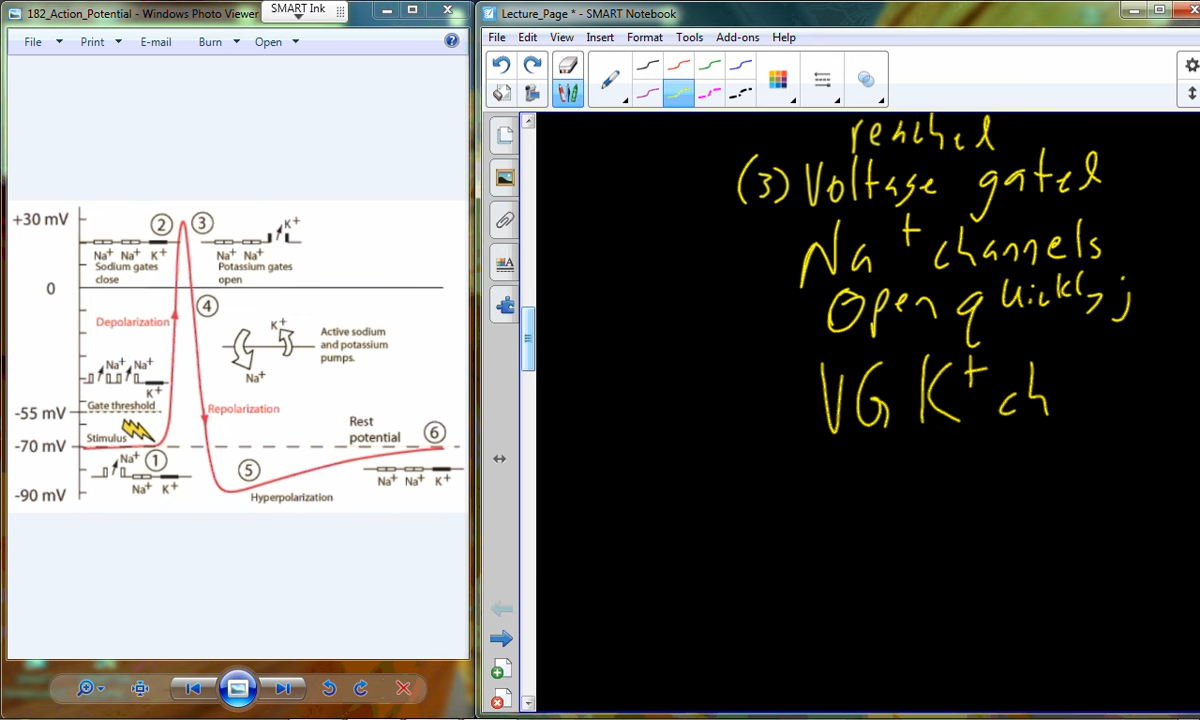 182_Action_Potential - Windows Photo Viewer
SMART Ink
File Print E-mail Burn Open
+30 mV
0
-55 mV
-70 mV
-90 mV
2
3
K+
Na+ Na+ K+
Sodium gates
close
Na+ Na+
Potassium gates
open
4
Depolarization
K+
Na+
Active sodium
and potassium
pumps.
Na+ Na+
K+
Gate threshold
Repolarization
Stimulus
Na+
1
Na+ K+
Rest
potential
6
5
Na+ Na+ K+
Hyperpolarization
Lecture_Page * - SMART Notebook
File Edit View Insert Format Tools Add-ons Help
reached
(3) Voltage gated
Na+ channels
Open quickly;
VG K+ ch